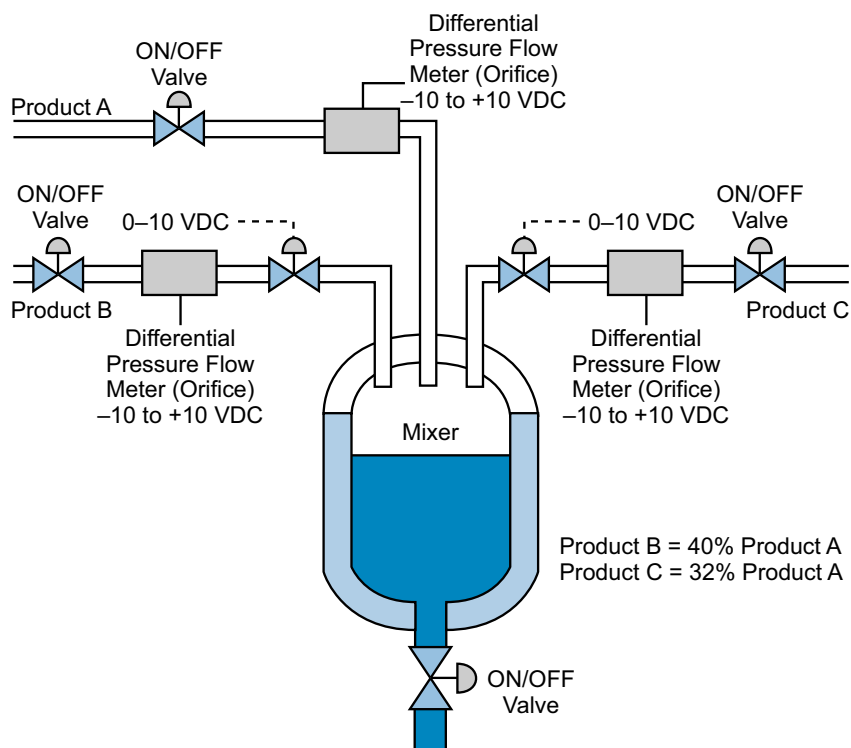 Differential
Pressure Flow
Meter (Orifice)
–10 to +10 VDC
ON/OFF
Valve
Product A
ON/OFF
Valve
0–10 VDC
0–10 VDC
ON/OFF
Valve
Product B
Product C
Differential
Pressure Flow
Meter (Orifice)
–10 to +10 VDC
Differential
Pressure Flow
Meter (Orifice)
–10 to +10 VDC
Mixer
Product B = 40% Product A
Product C = 32% Product A
ON/OFF
Valve